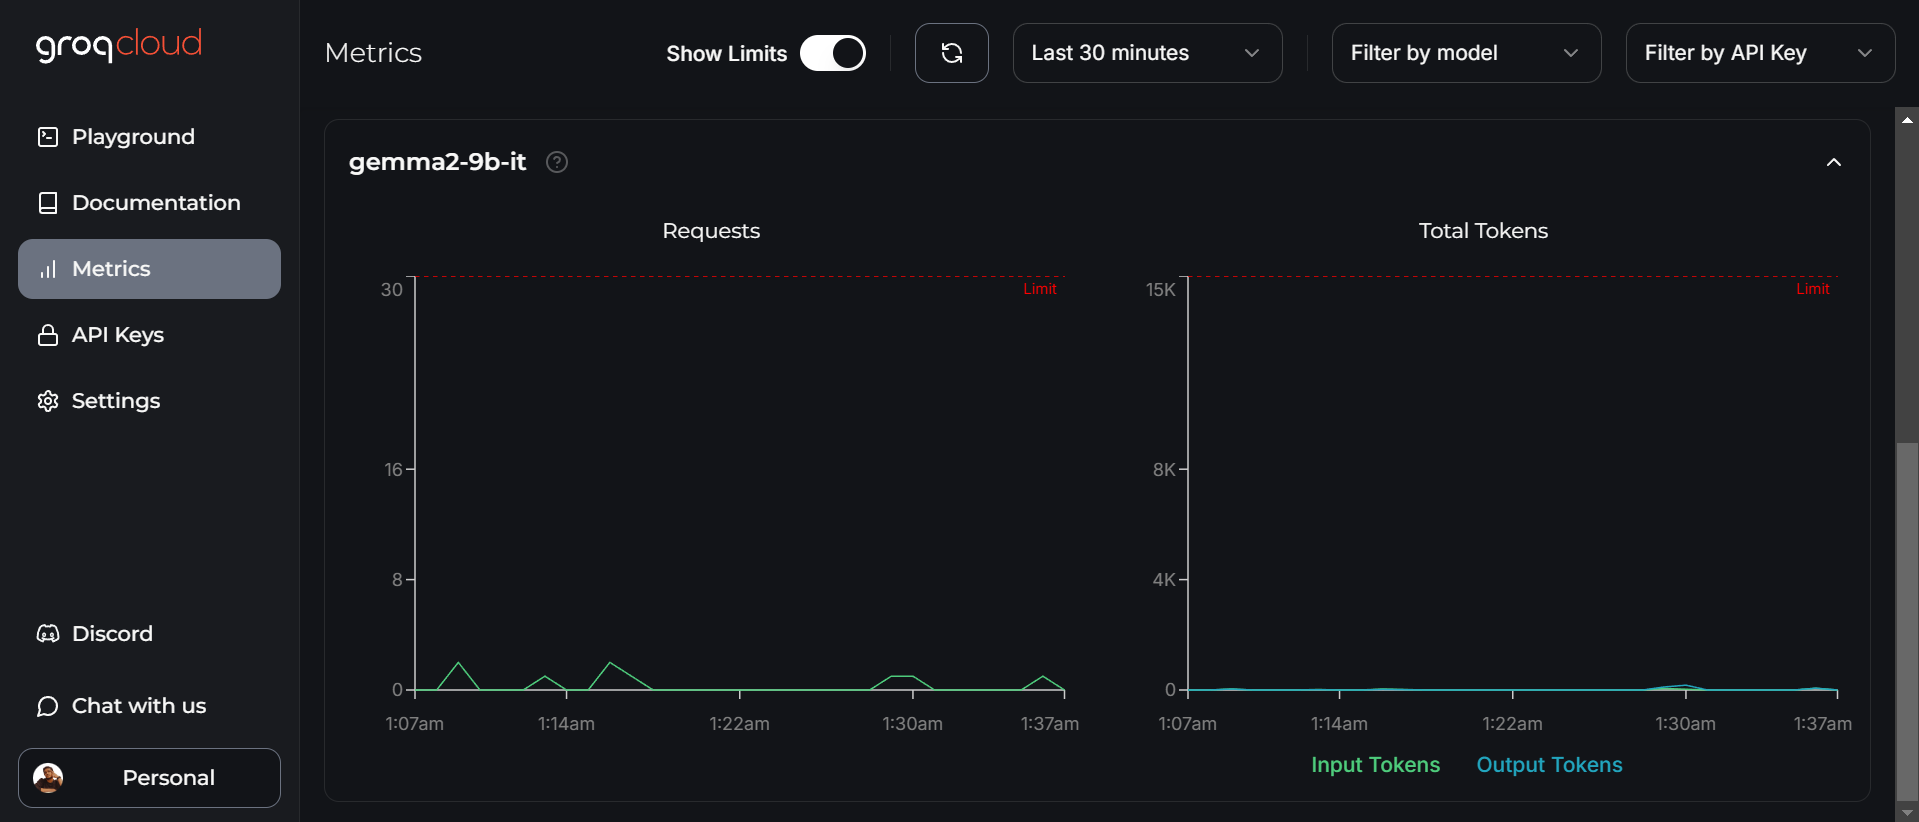 groqcloud
Playground
Documentation
Metrics
API Keys
Settings
Discord
Chat with us
Personal
Metrics
Show Limits
Last 30 minutes
Filter by model
Filter by API Key
gemma2-9b-it ?
Requests
30
Limit
16
8
0
1:07am 1:14am 1:22am 1:30am 1:37am
Total Tokens
15K
Limit
8K
4K
0
1:07am 1:14am 1:22am 1:30am 1:37am
Input Tokens Output Tokens